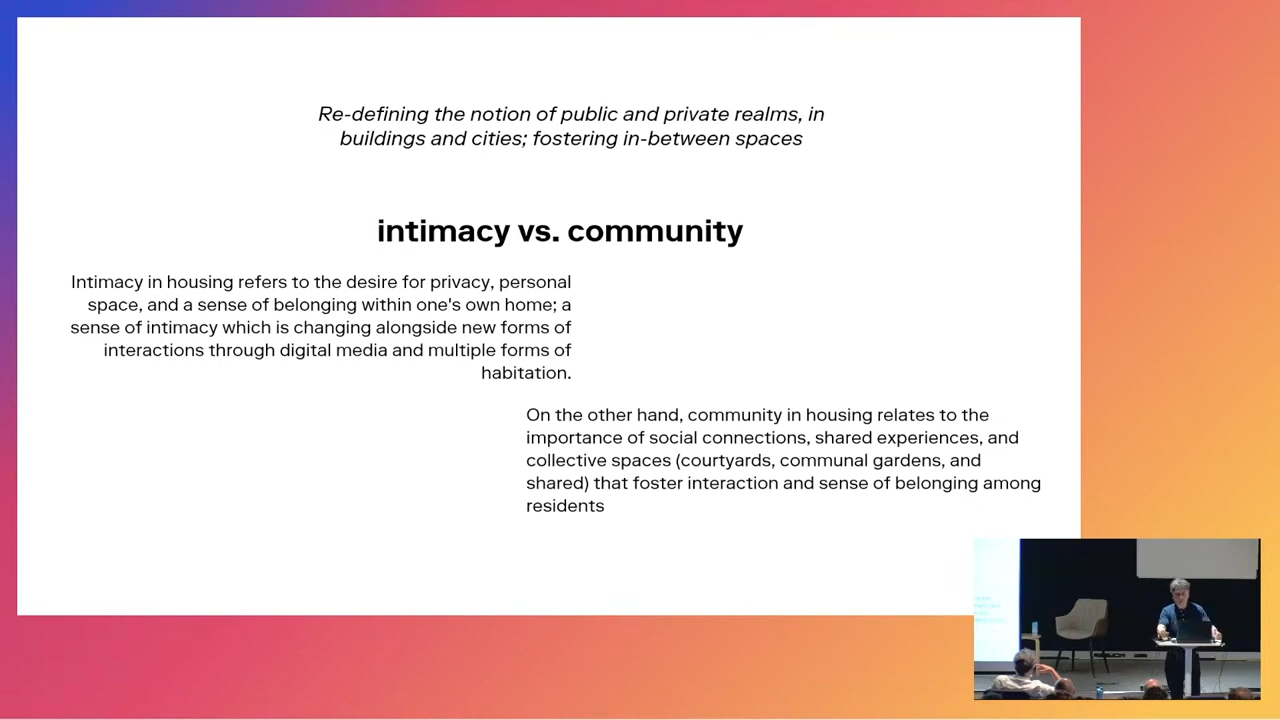 Re-defining the notion of public and private realms, in
buildings and cities; fostering in-between spaces
intimacy vs. community
Intimacy in housing refers to the desire for privacy, personal
space, and a sense of belonging within one's own home; a
sense of intimacy which is changing alongside new forms of
interactions through digital media and multiple forms of
habitation.
On the other hand, community in housing relates to the
importance of social connections, shared experiences, and
collective spaces (courtyards, communal gardens, and
shared) that foster interaction and sense of belonging among
residents